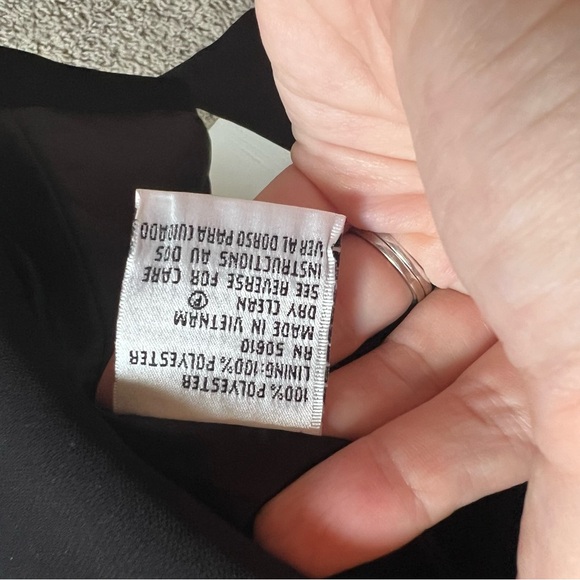 100% POLYESTER
LINING:100% POLYESTER
RN 50610
MADE IN VIETNAM
DRY CLEAN Ⓟ
SEE REVERSE FOR CARE
INSTRUCTIONS AU DOS
VER AL DORSO PARA CUIDADO